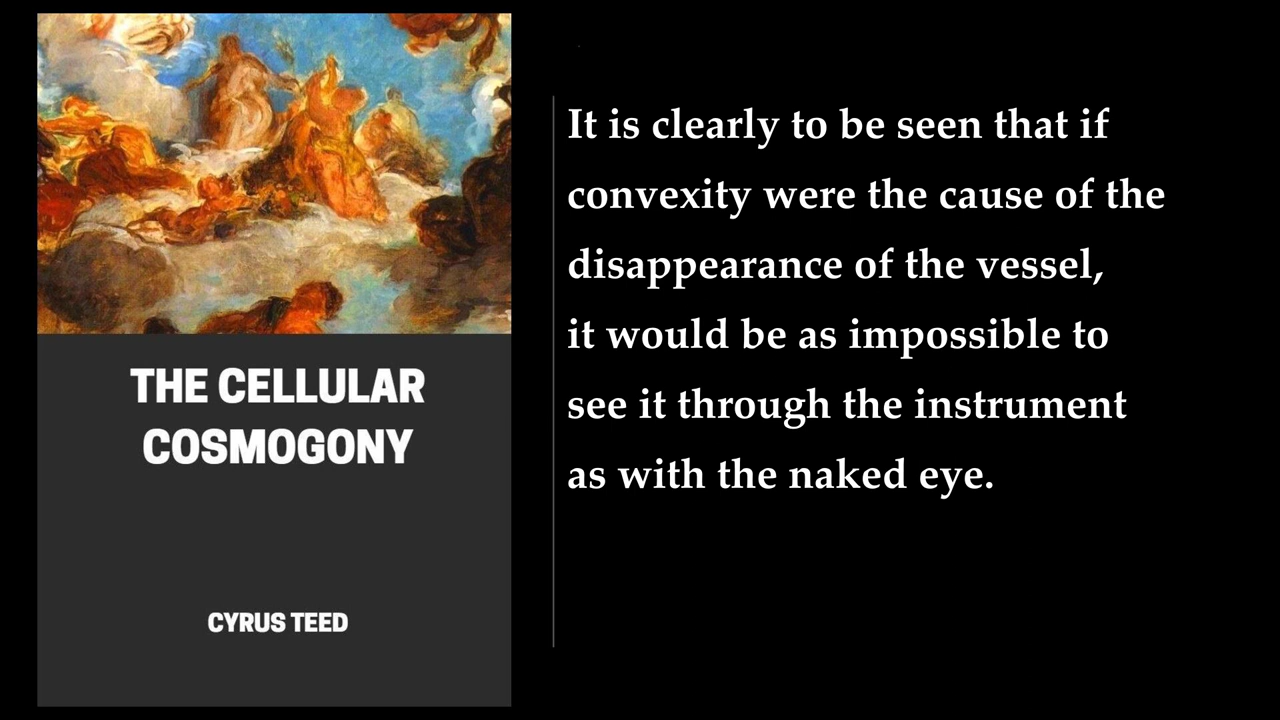 THE CELLULAR
COSMOGONY
CYRUS TEED
It is clearly to be seen that if
convexity were the cause of the
disappearance of the vessel,
it would be as impossible to
see it through the instrument
as with the naked eye.